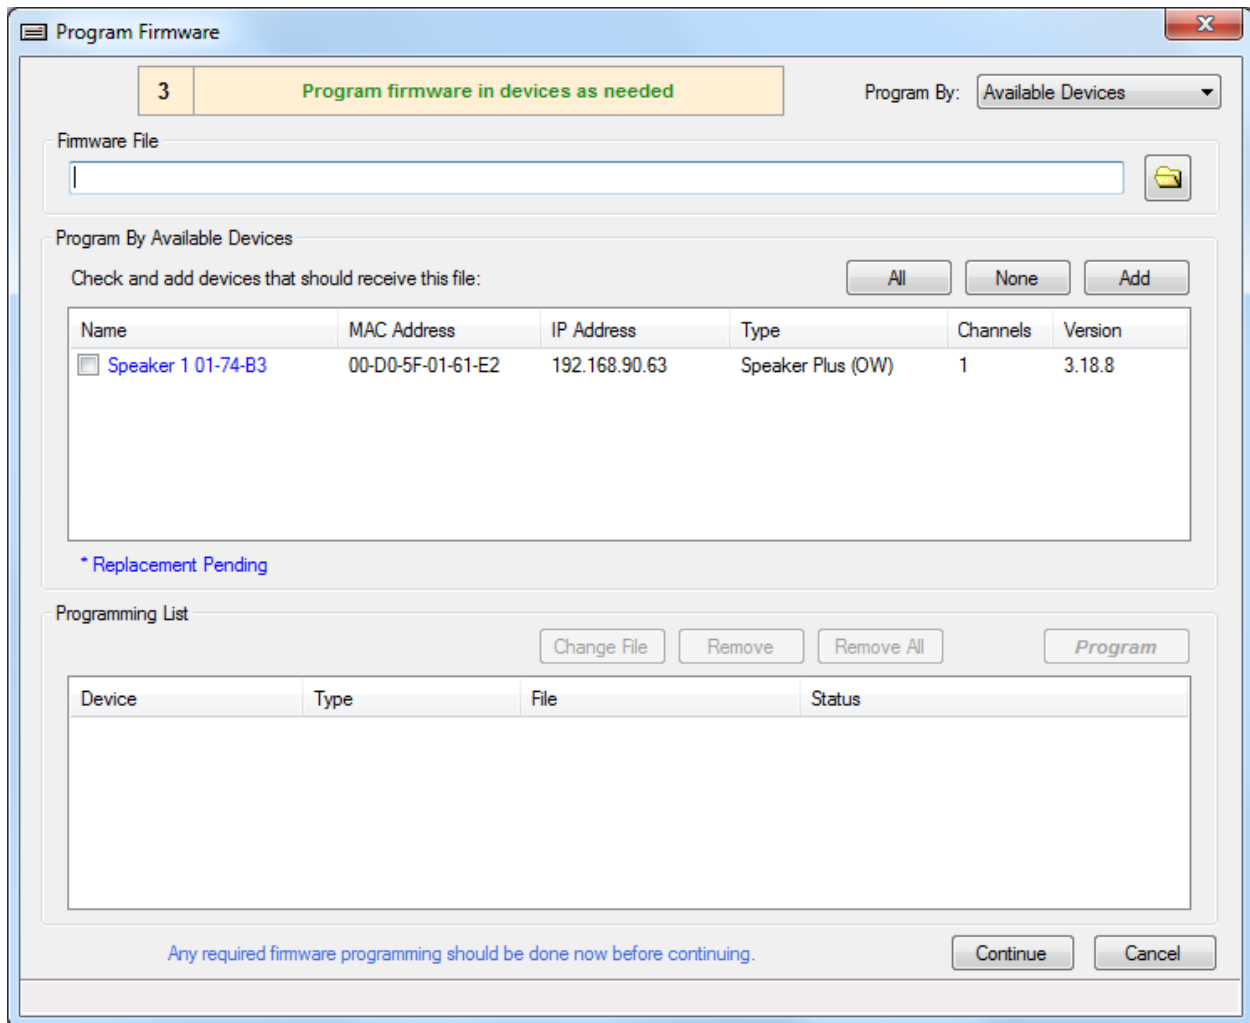 Program Firmware
X
3 Program firmware in devices as needed Program By: Available Devices
Firmware File
Program By Available Devices
Check and add devices that should receive this file: All None Add
Name MAC Address IP Address Type Channels Version
Speaker 1 01-74-B3 00-D0-5F-01-61-E2 192.168.90.63 Speaker Plus (OW) 1 3.18.8
* Replacement Pending
Programming List
Change File Remove Remove All Program
Device Type File Status
Any required firmware programming should be done now before continuing. Continue Cancel